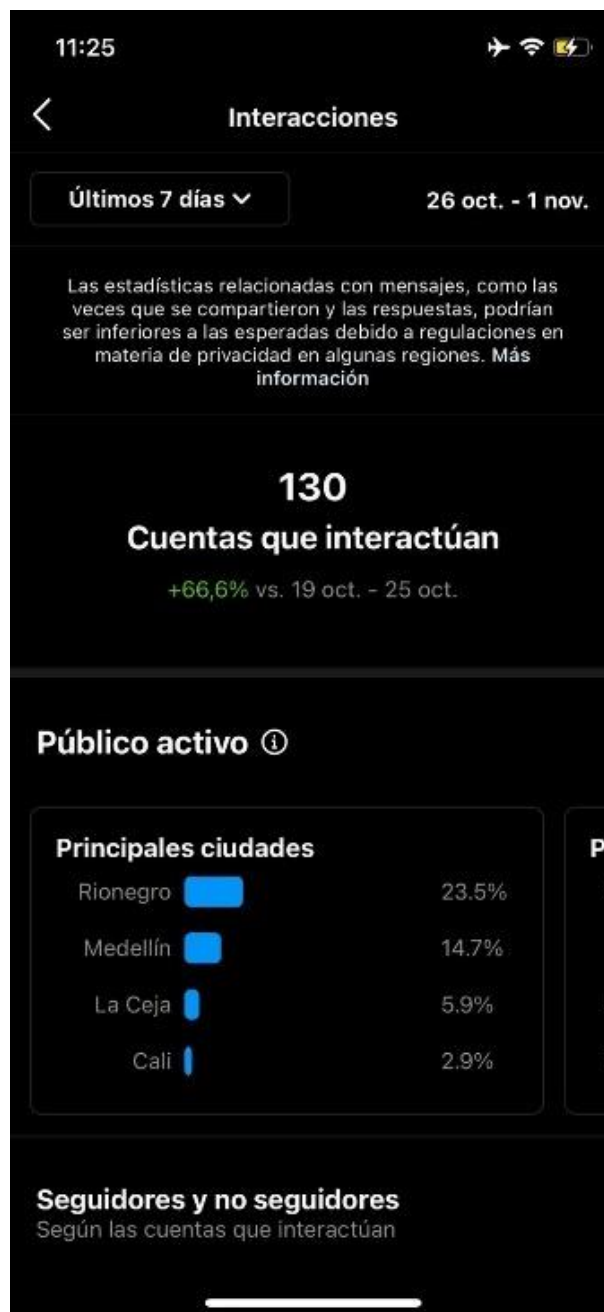 11:25
Interacciones
Últimos 7 días
26 oct. - 1 nov.
Las estadísticas relacionadas con mensajes, como las
veces que se compartieron y las respuestas, podrían
ser inferiores a las esperadas debido a regulaciones en
materia de privacidad en algunas regiones. Más
información
130
Cuentas que interactúan
+66,6% vs. 19 oct. - 25 oct.
Público activo
Principales ciudades
P
Rionegro 23.5%
Medellín 14.7%
La Ceja 5.9%
Cali 2.9%
Seguidores y no seguidores
Según las cuentas que interactúan